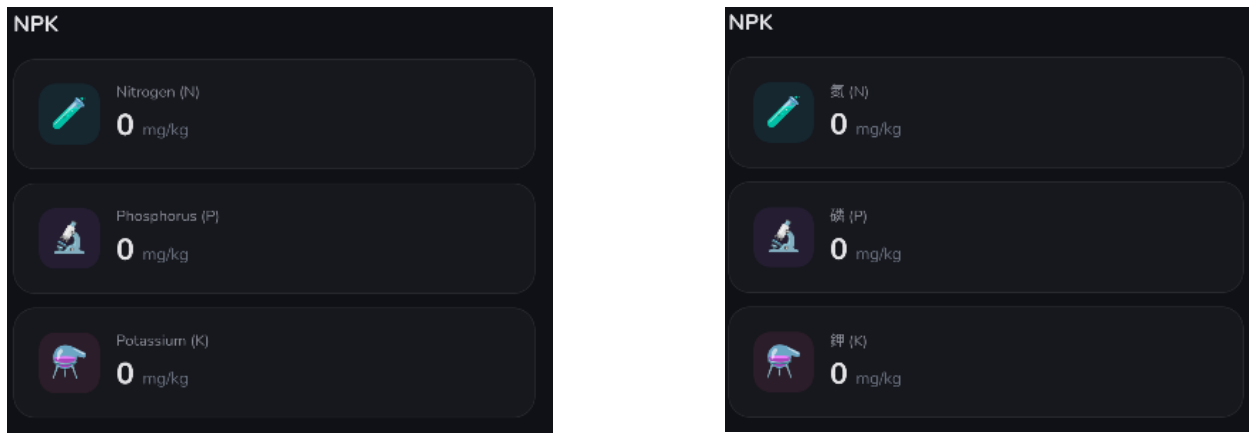 NPK
Nitrogen (N)
0 mg/kg
Phosphorus (P)
0 mg/kg
Potassium (K)
0 mg/kg
NPK
氮 (N)
0 mg/kg
磷 (P)
0 mg/kg
鉀 (K)
0 mg/kg